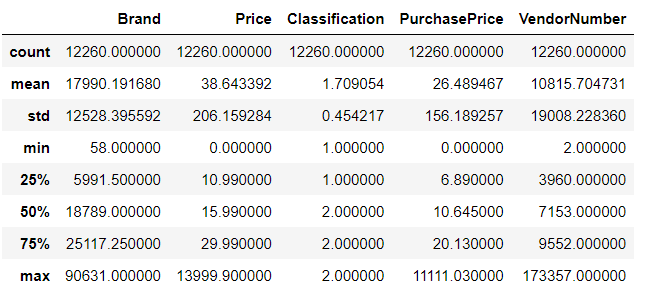 Brand Price Classification PurchasePrice VendorNumber
count 12260.000000 12260.000000 12260.000000 12260.000000 12260.000000
mean 17990.191680 38.643392 1.709054 26.489467 10815.704731
std 12528.395592 206.159284 0.454217 156.189257 19008.228360
min 58.000000 0.000000 1.000000 0.000000 2.000000
25% 5991.500000 10.990000 1.000000 6.890000 3960.000000
50% 18789.000000 15.990000 2.000000 10.645000 7153.000000
75% 25117.250000 29.990000 2.000000 20.130000 9552.000000
max 90631.000000 13999.900000 2.000000 11111.030000 173357.000000